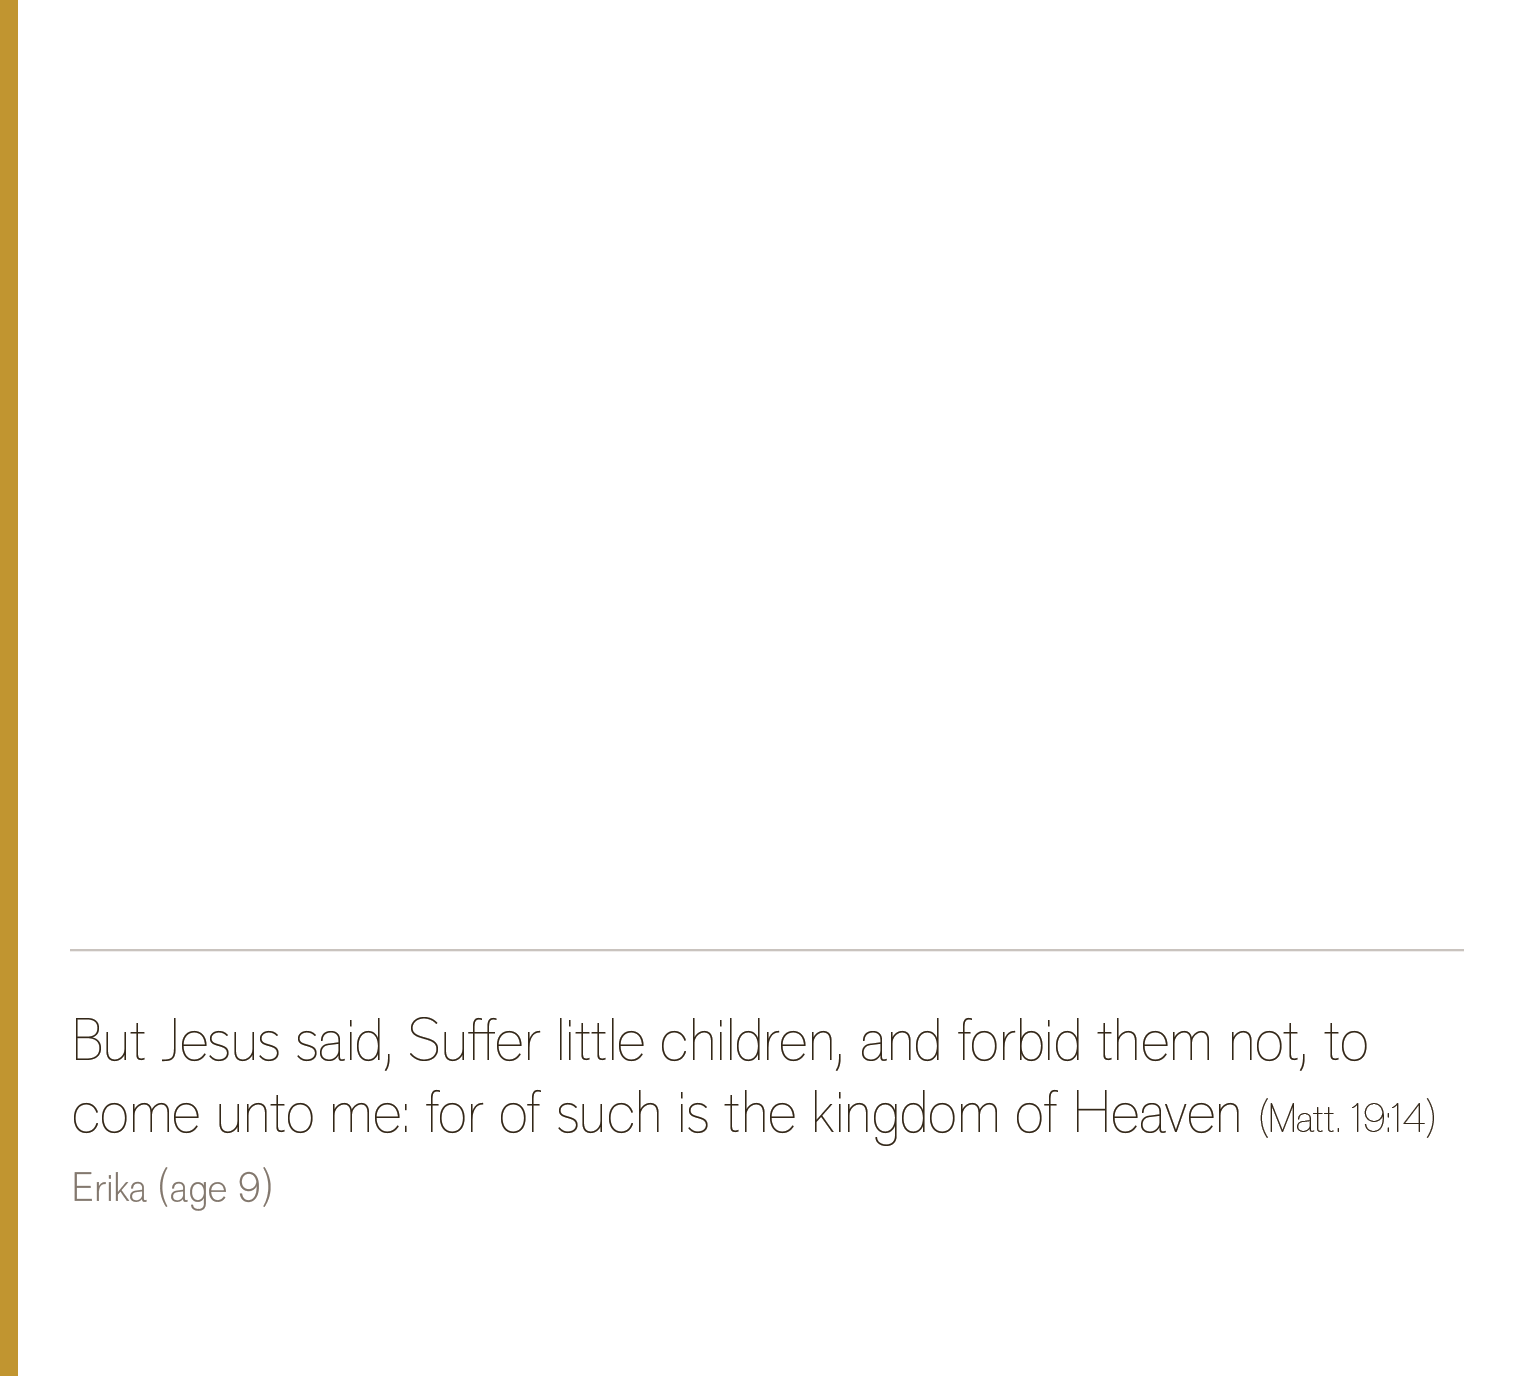 But Jesus said, Suffer little children, and forbid them not, to
come unto me: for of such is the kingdom of Heaven (Matt. 19:14)
Erika (age 9)